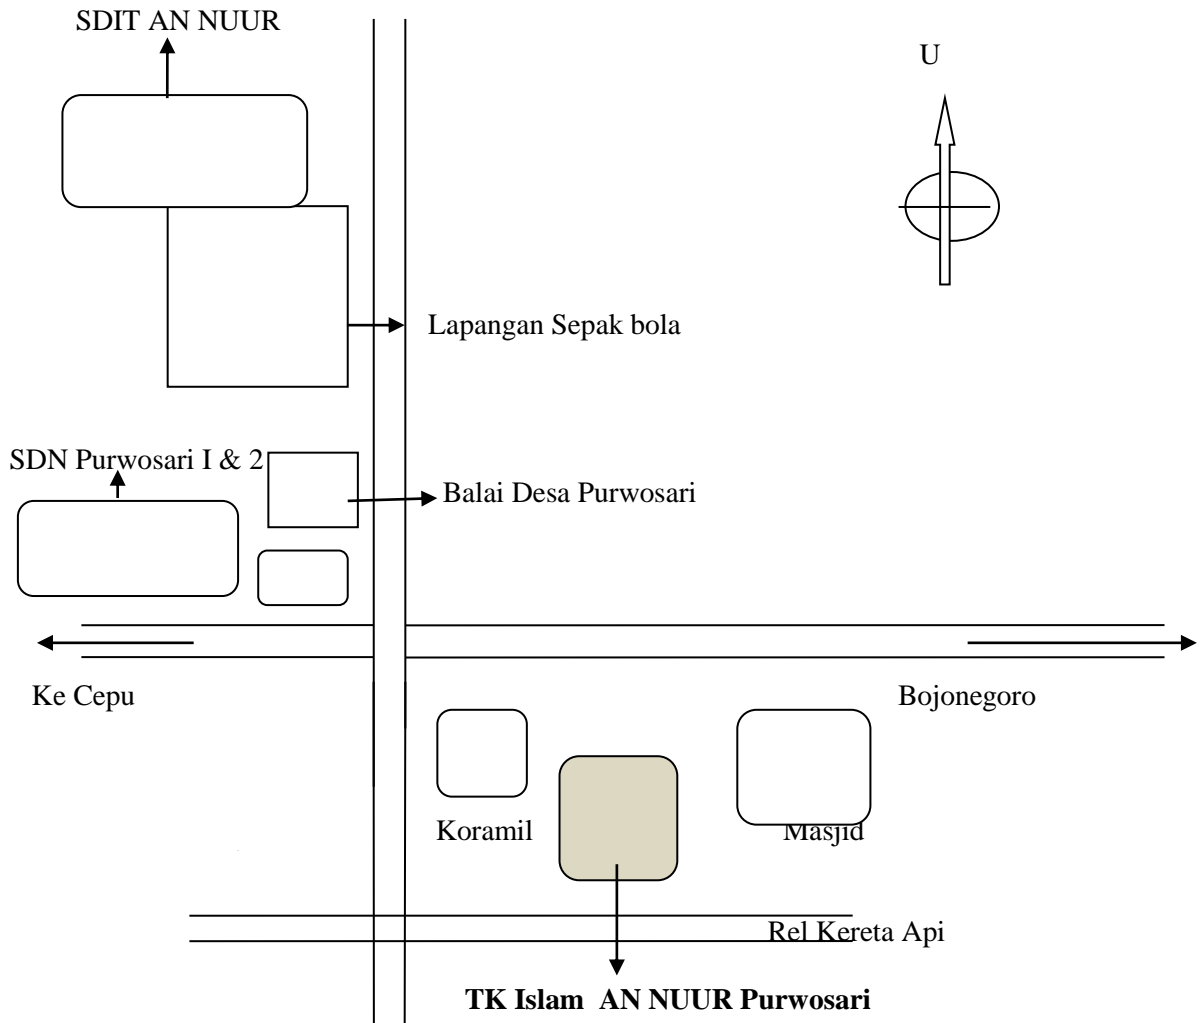 SDIT AN NUUR
U
Lapangan Sepak bola
SDN Purwosari I & 2
Balai Desa Purwosari
Ke Cepu
Bojonegoro
Koramil
Masjid
Rel Kereta Api
TK Islam  AN NUUR Purwosari